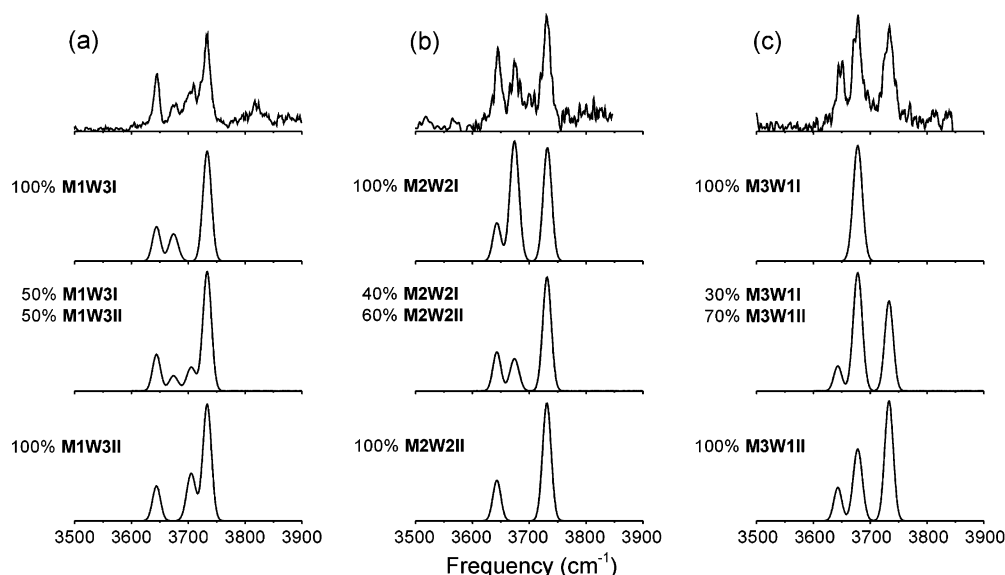 (a) (b) (c)
100% M1W3I 100% M2W2I 100% M3W1I
50% M1W3I 40% M2W2I 30% M3W1I
50% M1W3II 60% M2W2II 70% M3W1II
100% M1W3II 100% M2W2II 100% M3W1II
3500 3600 3700 3800 3900 3500 3600 3700 3800 3900 3500 3600 3700 3800 3900
Frequency (cm⁻¹)